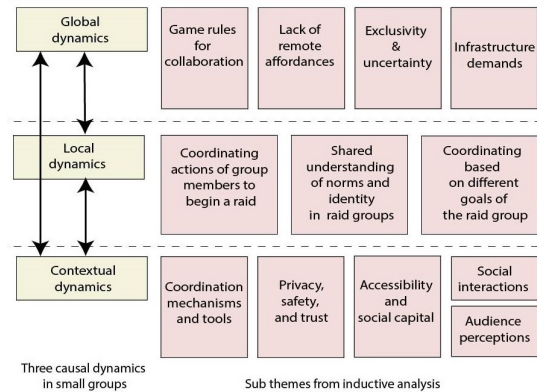 Global
dynamics
Game rules
for
collaboration
Lack of
remote
affordances
Exclusivity
&
uncertainty
Infrastructure
demands
Local
dynamics
Coordinating
actions of group
members to
begin a raid
Shared
understanding
of norms and
identity
in raid groups
Coordinating
based
on different
goals of
the raid group
Contextual
dynamics
Coordination
mechanisms
and tools
Privacy,
safety,
and trust
Accessibility
and
social capital
Social
interactions
Audience
perceptions
Three causal dynamics
in small groups
Sub themes from inductive analysis